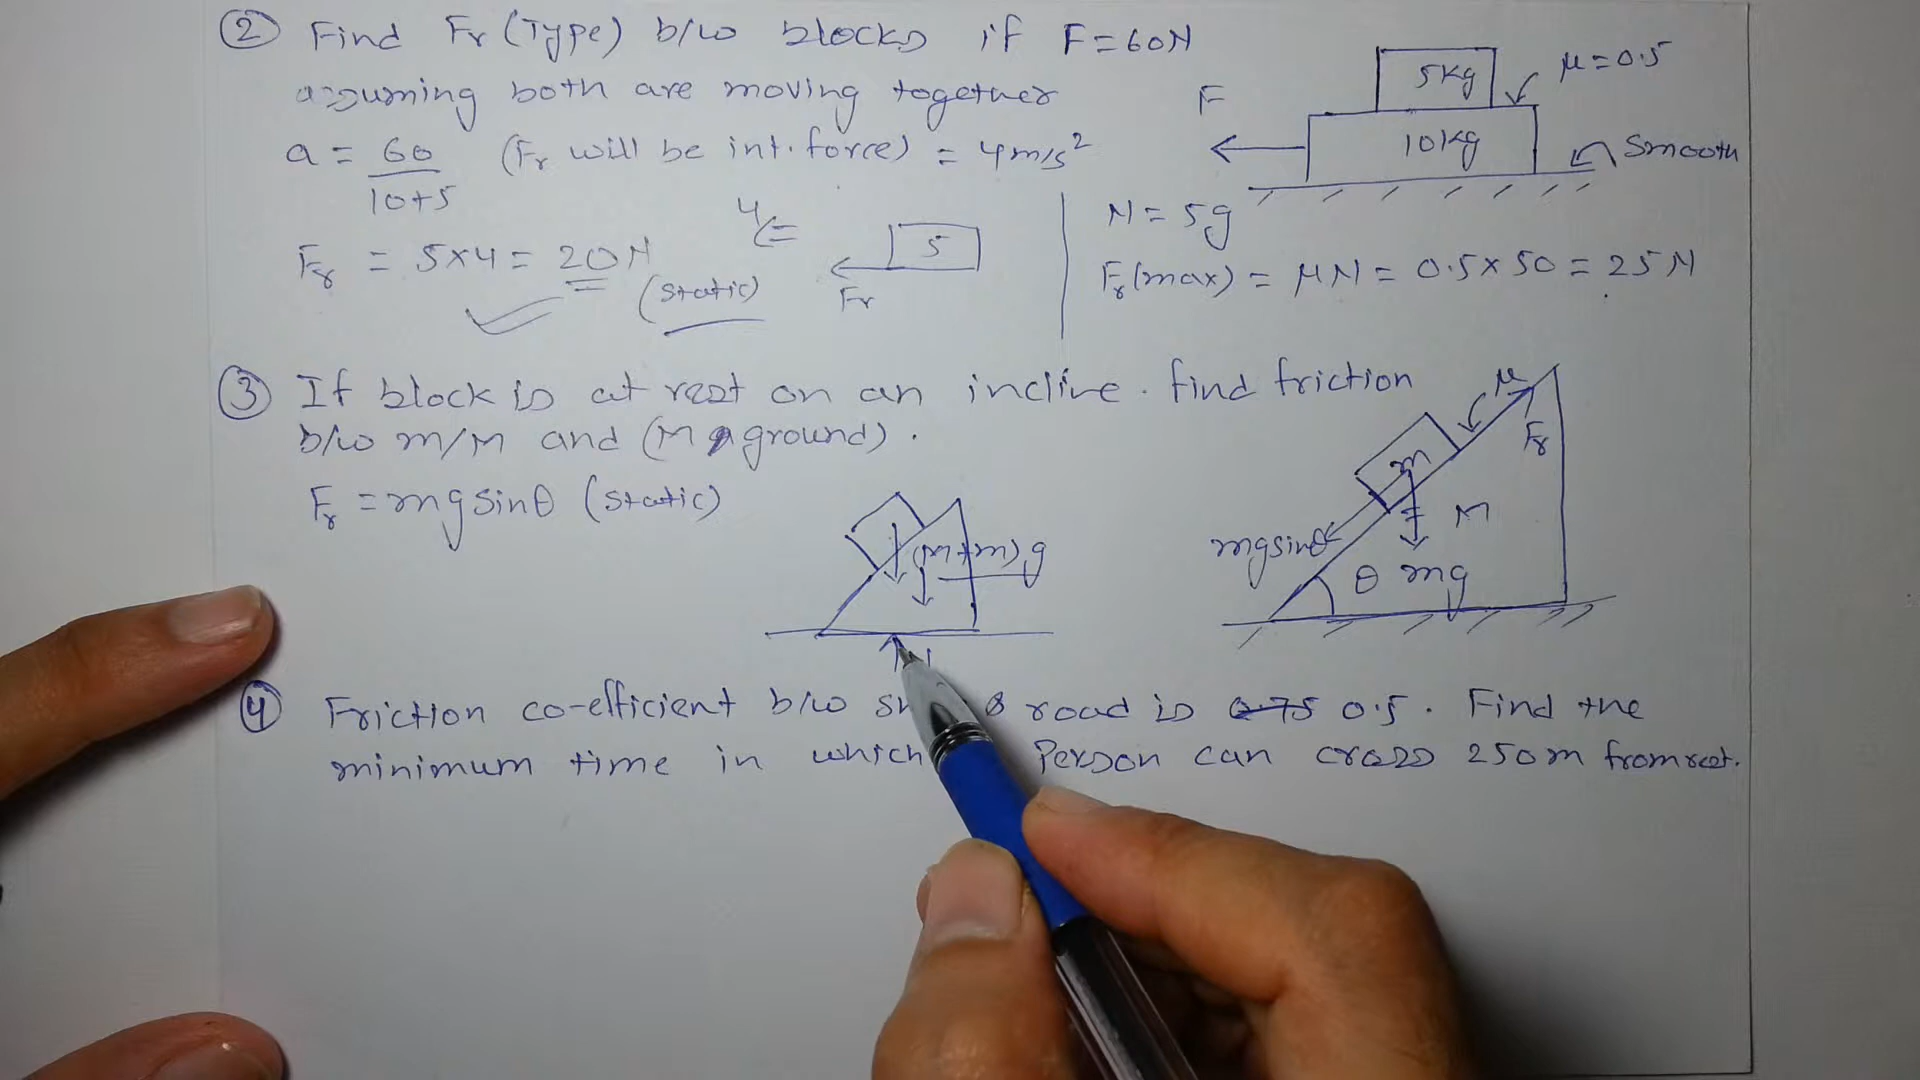 ② Find Fr (Type) b/w blocks if F=60N
assuming both are moving together
a = 60/10+5 (Fr will be int. force) = 4m/s²
Fr = 5×4 = 20N (static)
4
5
Fr
F
5kg
μ=0.5
10kg
smooth
N = 5g
Fr(max) = μN = 0.5×50 = 25N
③ If block is at rest on an incline. find friction
b/w m/M and (M ground).
Fr = mgsinθ (static)
(M+m)g
N
μ
Fr
m
M
mgsinθ
θ
mg
④ Friction co-efficient b/w & road is 0.75 0.5. Find the
minimum time in which Person can cross 250m from rest.